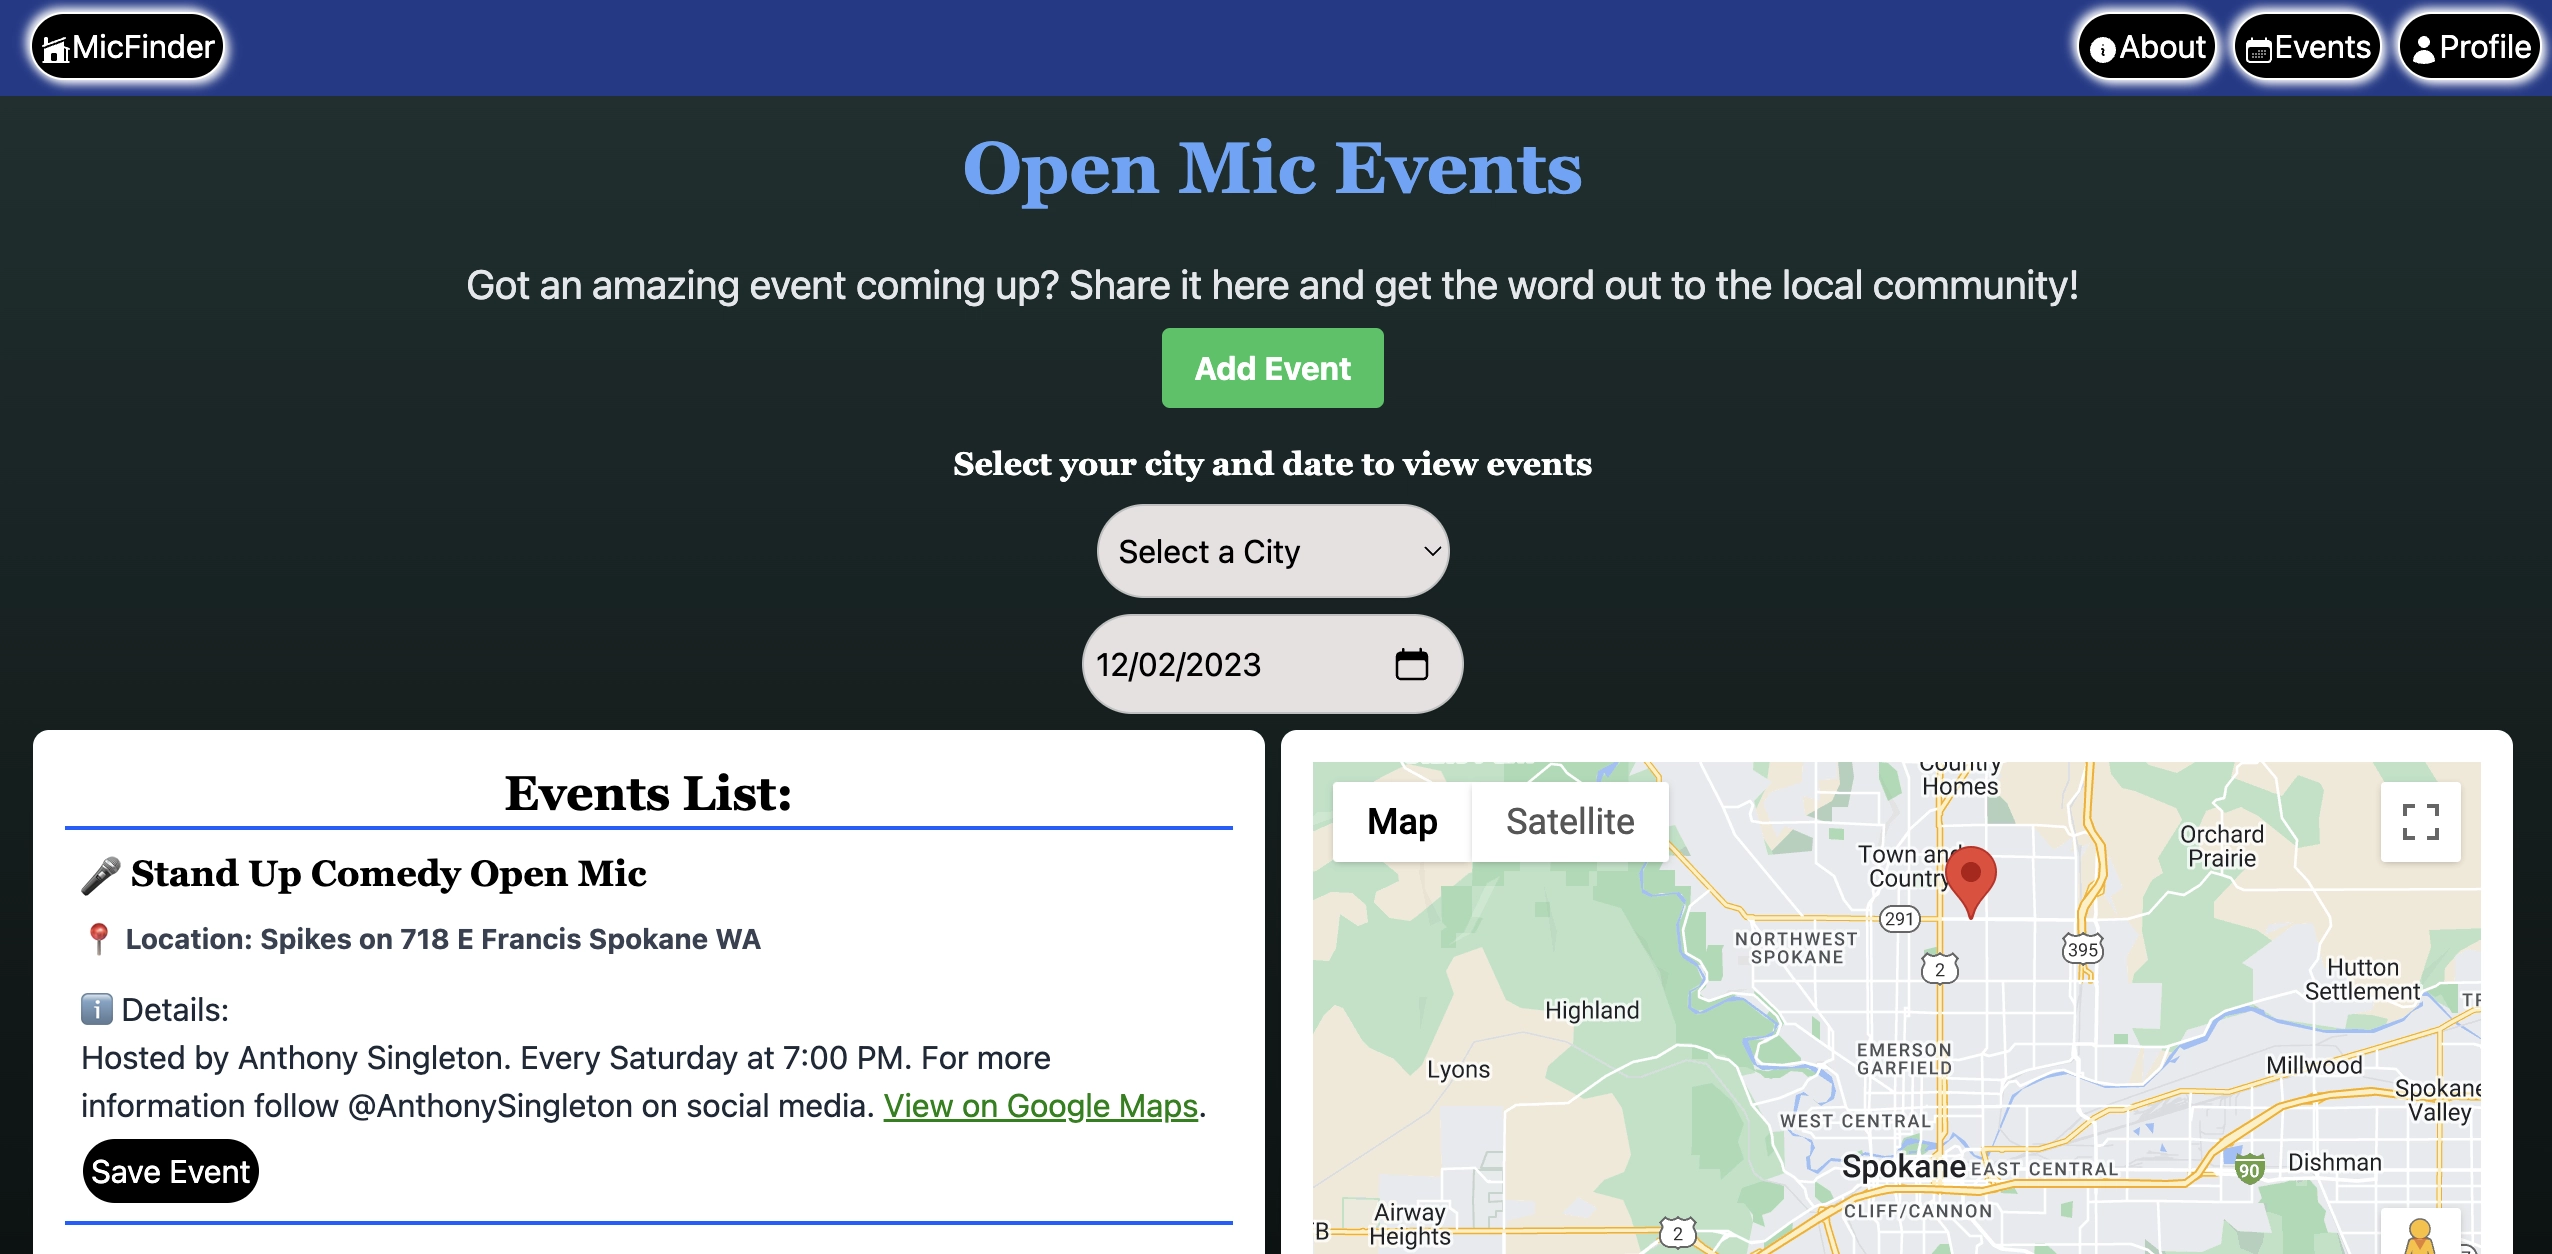 MicFinder
About
Events
Profile
Open Mic Events
Got an amazing event coming up? Share it here and get the word out to the local community!
Add Event
Select your city and date to view events
Select a City
12/02/2023
Events List:
Stand Up Comedy Open Mic
Location: Spikes on 718 E Francis Spokane WA
Details:
Hosted by Anthony Singleton. Every Saturday at 7:00 PM. For more
information follow @AnthonySingleton on social media. View on Google Maps.
Save Event
Map
Satellite
Country
Homes
Town and
Country
Orchard
Prairie
291
395
NORTHWEST
SPOKANE
2
Hutton
Settlement
Highland
EMERSON
GARFIELD
Lyons
Millwood
Spokane
Valley
WEST CENTRAL
Spokane
EAST CENTRAL
90
Dishman
CLIFF/CANNON
Airway
Heights
2